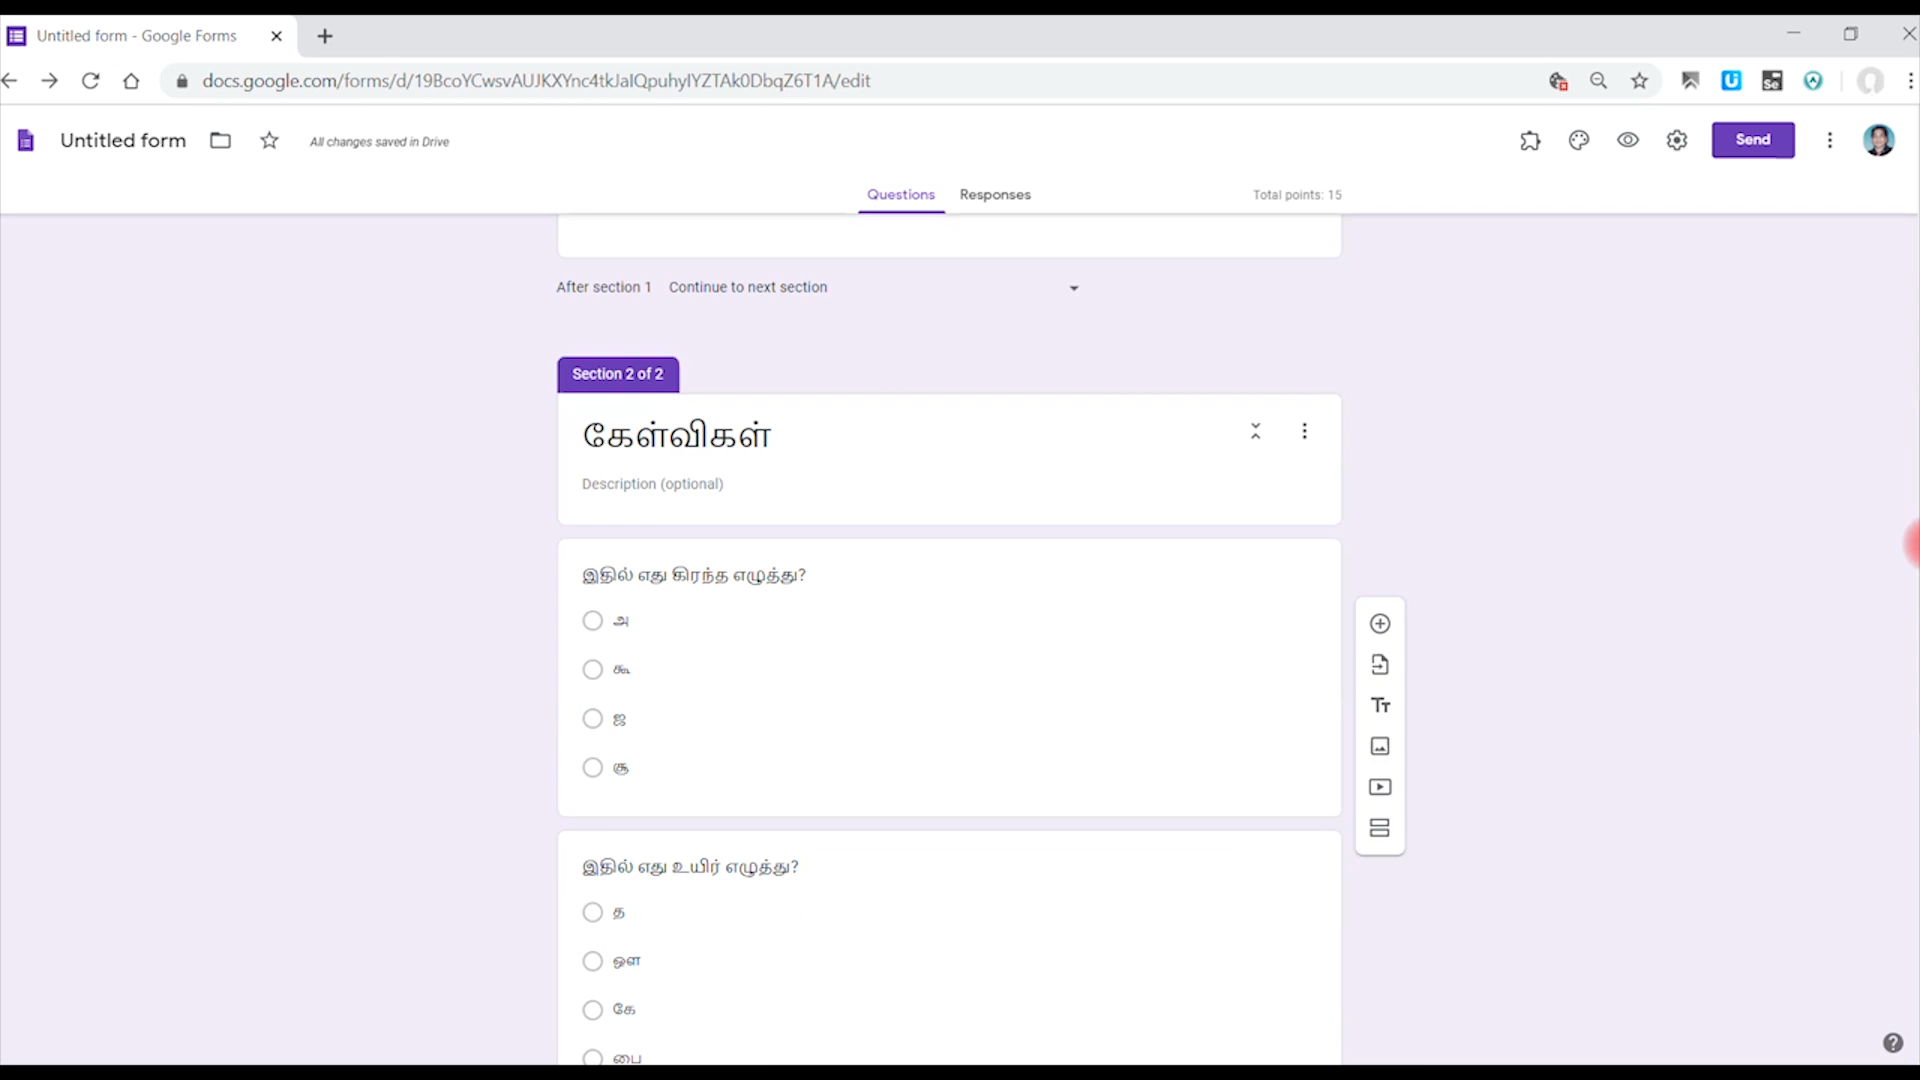 Untitled form - Google Forms
docs.google.com/forms/d/19BcoYCwsvAUJKXYnc4tkJaIQpuhyIYZTAk0DbqZ6T1A/edit
Untitled form
All changes saved in Drive
Send
Questions
Responses
Total points: 15
After section 1 Continue to next section
Section 2 of 2
கேள்விகள்
Description (optional)
இதில் எது கிரந்த எழுத்து?
அ
கூ
ஜ
சூ
இதில் எது உயிர் எழுத்து?
த
ஔ
கே
பை